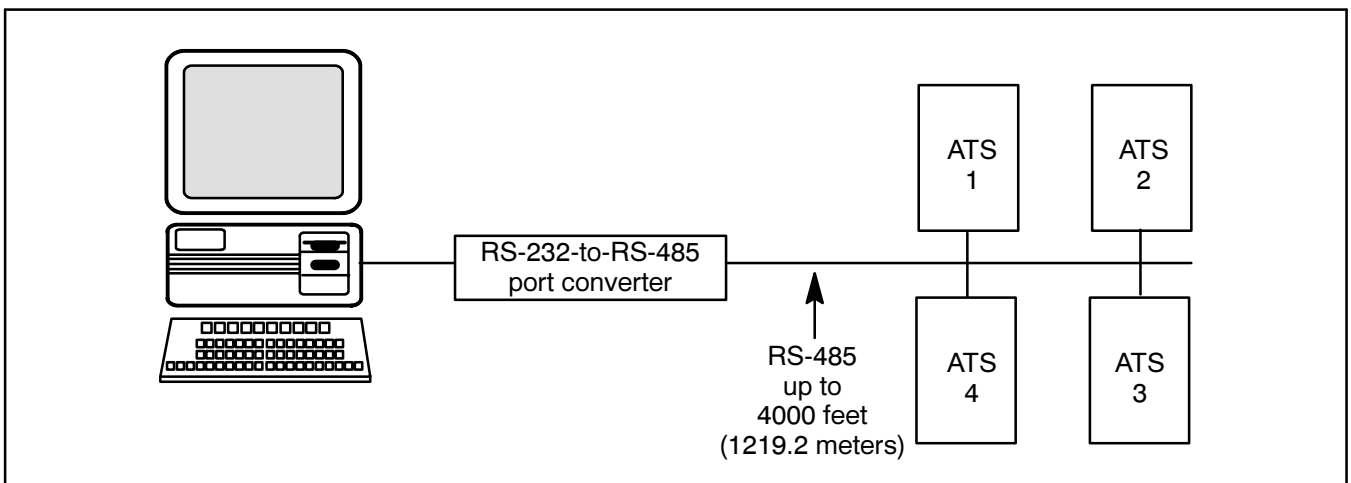 RS-232-to-RS-485
port converter
RS-485
up to
4000 feet
(1219.2 meters)
ATS
1
ATS
2
ATS
4
ATS
3